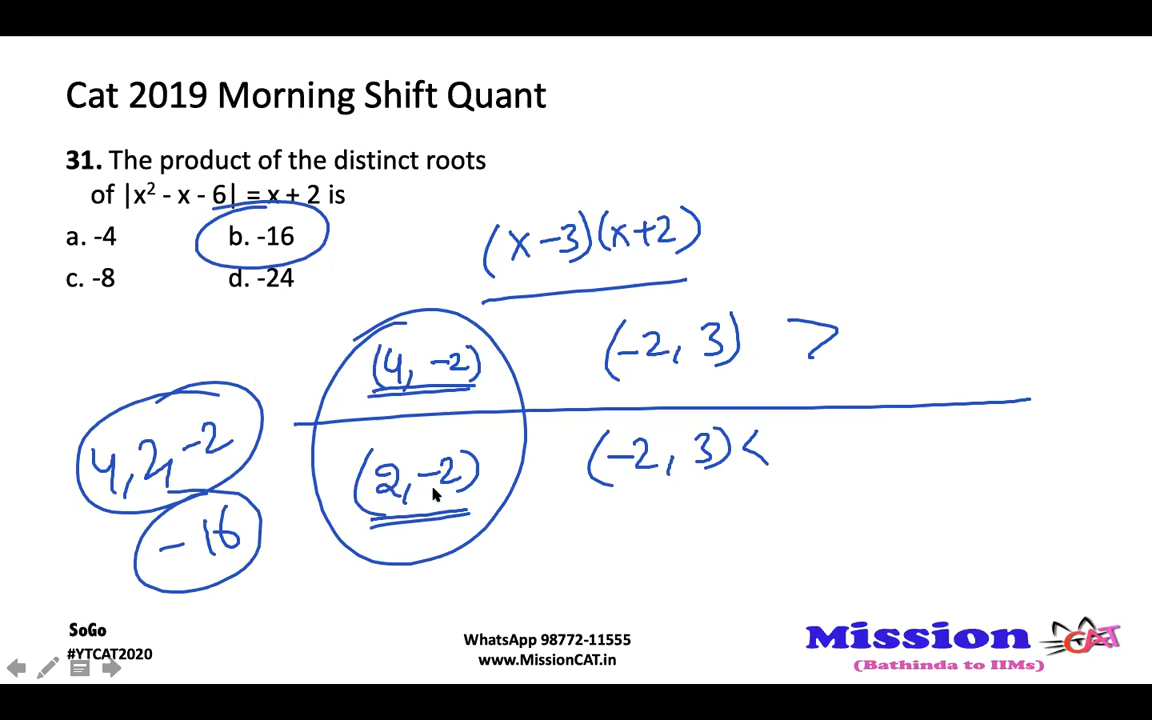 Cat 2019 Morning Shift Quant
31. The product of the distinct roots
of |x² - x - 6| = x + 2 is
a. -4 b. -16
c. -8 d. -24
(x-3)(x+2)
(4, -2) (-2, 3) >
4, 2, -2 (2, -2) (-2, 3) <
-16
SoGo
#YTCAT2020
WhatsApp 98772-11555
www.MissionCAT.in
Mission CAT
(Bathinda to IIMs)